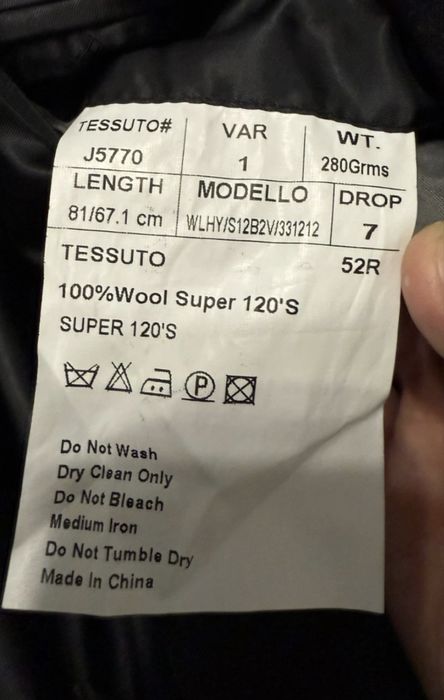 TESSUTO# VAR WT.
J5770 1 280Grms
LENGTH MODELLO DROP
81/67.1 cm WLHY/S12B2V/331212 7
TESSUTO 52R
100%Wool Super 120'S
SUPER 120'S
P
Do Not Wash
Dry Clean Only
Do Not Bleach
Medium Iron
Do Not Tumble Dry
Made In China